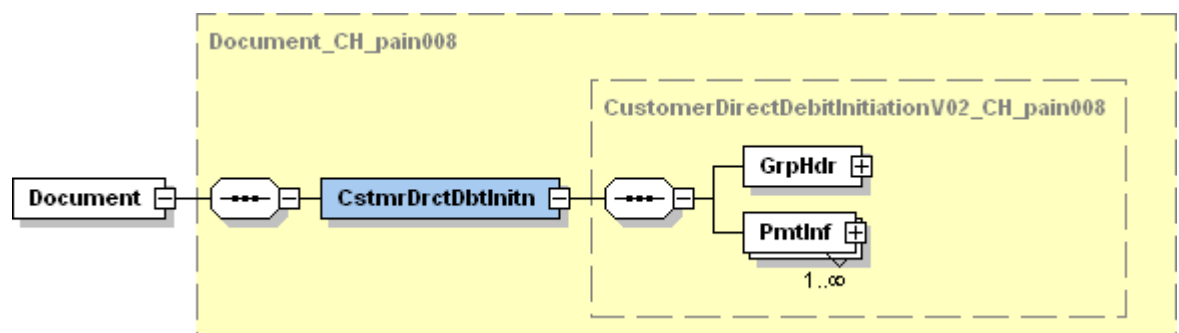 Document_CH_pain008
CustomerDirectDebitInitiationV02_CH_pain008
GrpHdr
Document
CstmrDrctDbtInitn
PmtInf
1..∞